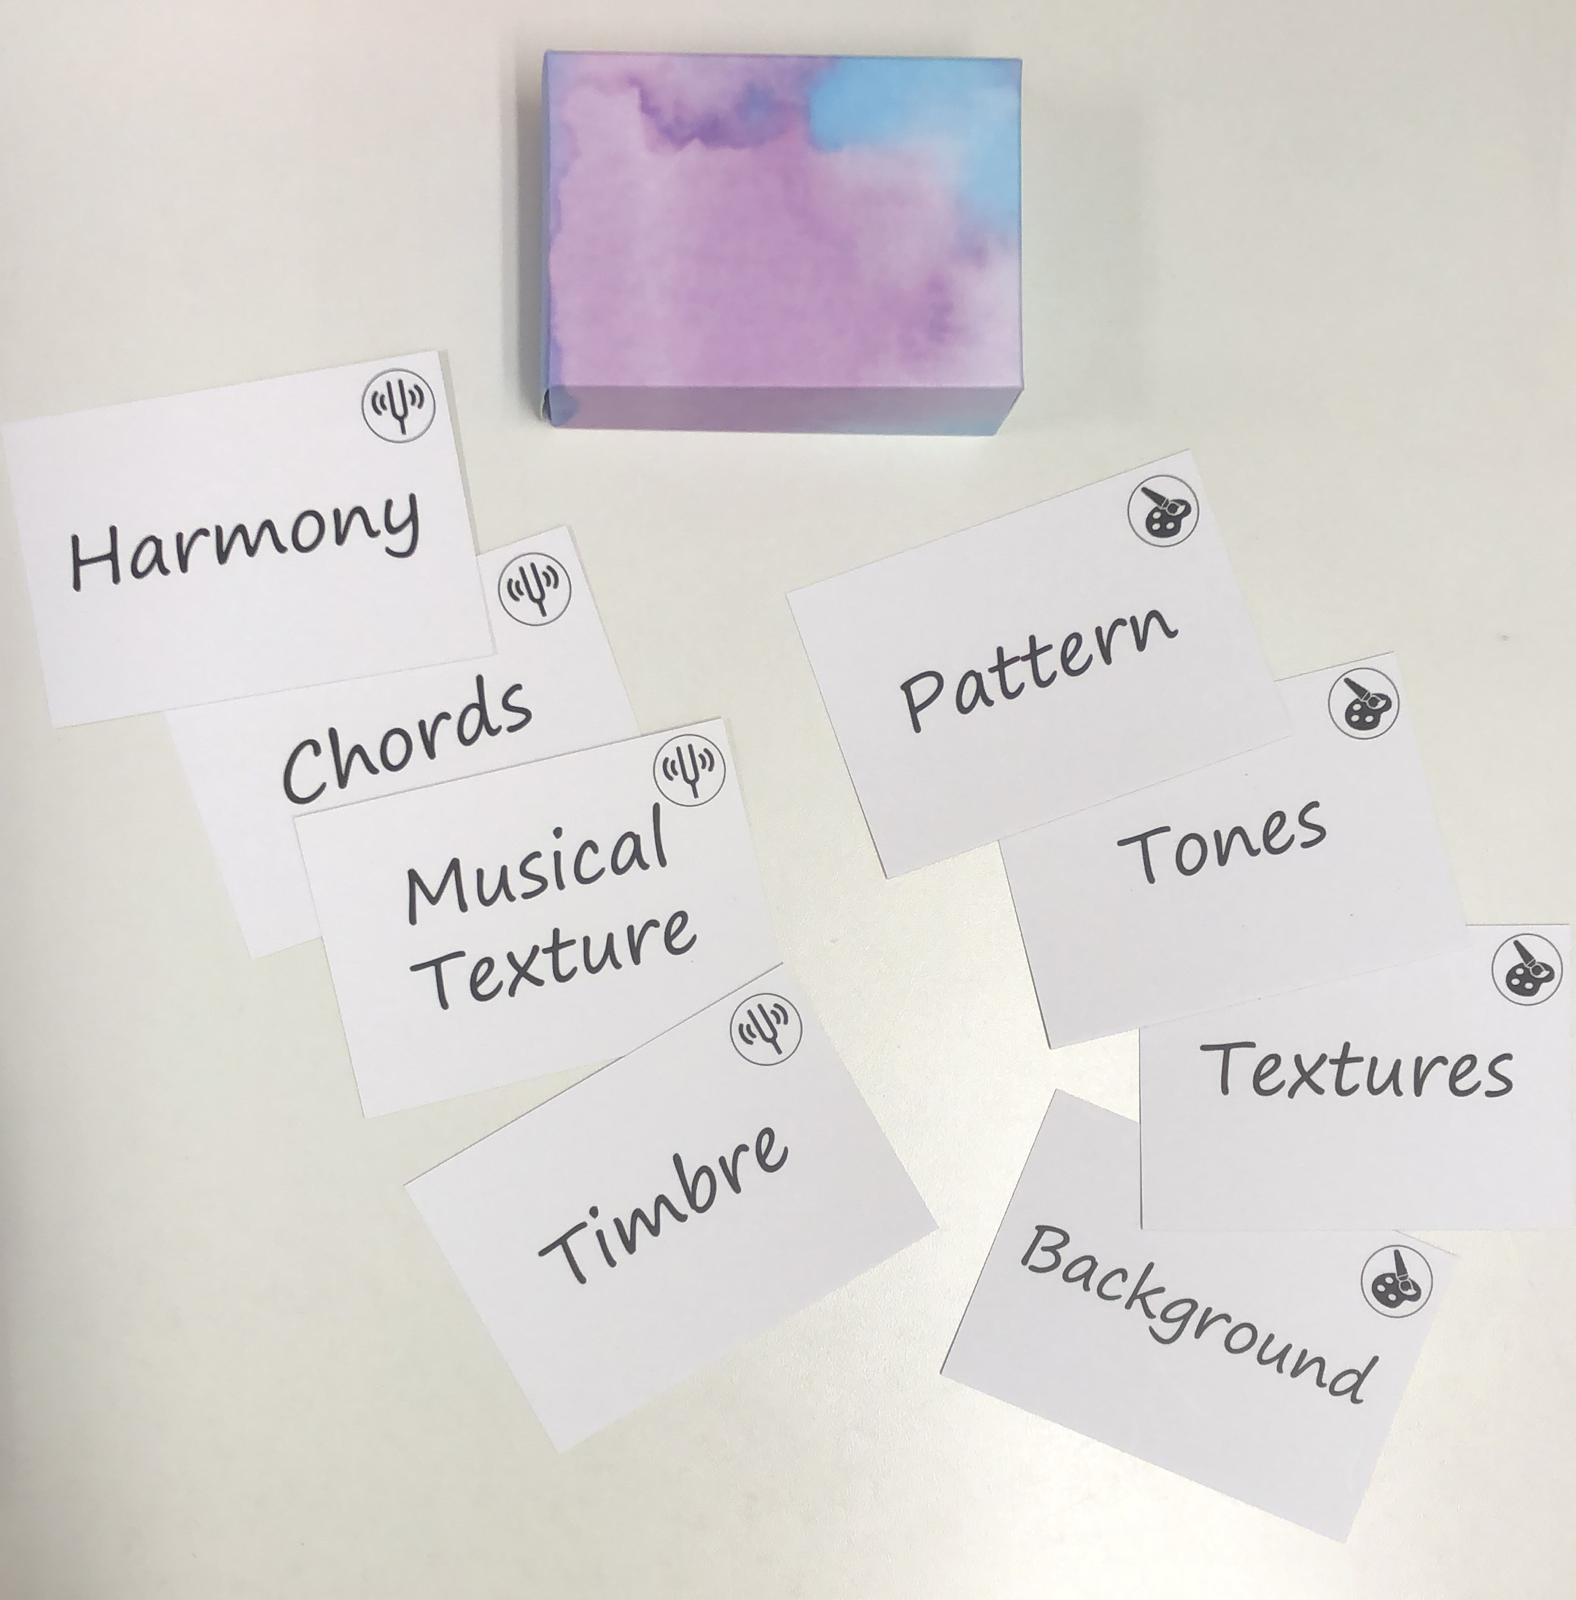 Harmony
Chords
Musical
Texture
Timbre
Pattern
Tones
Textures
Background